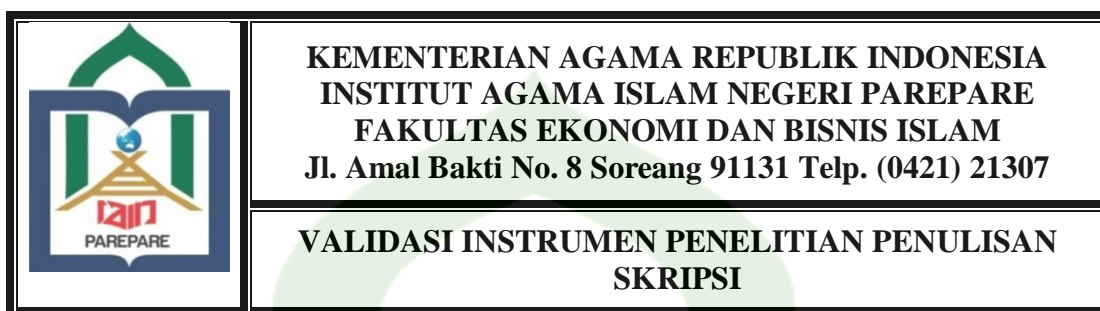 KEMENTERIAN AGAMA REPUBLIK INDONESIA
INSTITUT AGAMA ISLAM NEGERI PAREPARE
FAKULTAS EKONOMI DAN BISNIS ISLAM
Jl. Amal Bakti No. 8 Soreang 91131 Telp. (0421) 21307
iain
PAREPARE
VALIDASI INSTRUMEN PENELITIAN PENULISAN
SKRIPSI